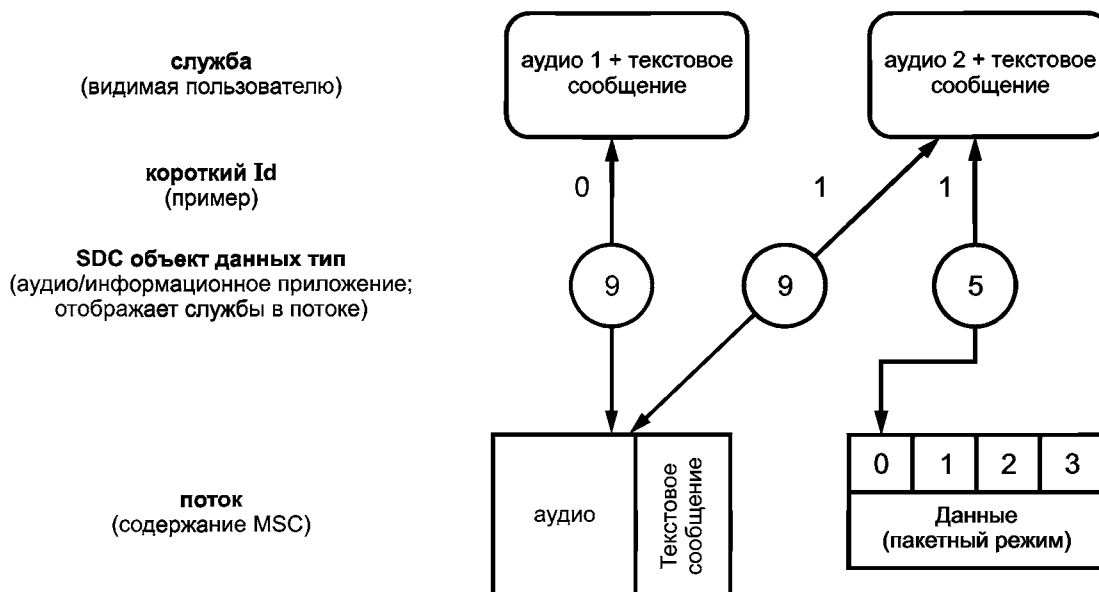 служба
(видимая пользователю)
аудио 1 + текстовое
сообщение
аудио 2 + текстовое
сообщение
короткий Id
(пример)
0
1
1
SDC объект данных тип
(аудио/информационное приложение;
отображает службы в потоке)
9
9
5
поток
(содержание MSC)
аудио
Текстовое
сообщение
0 1 2 3
Данные
(пакетный режим)